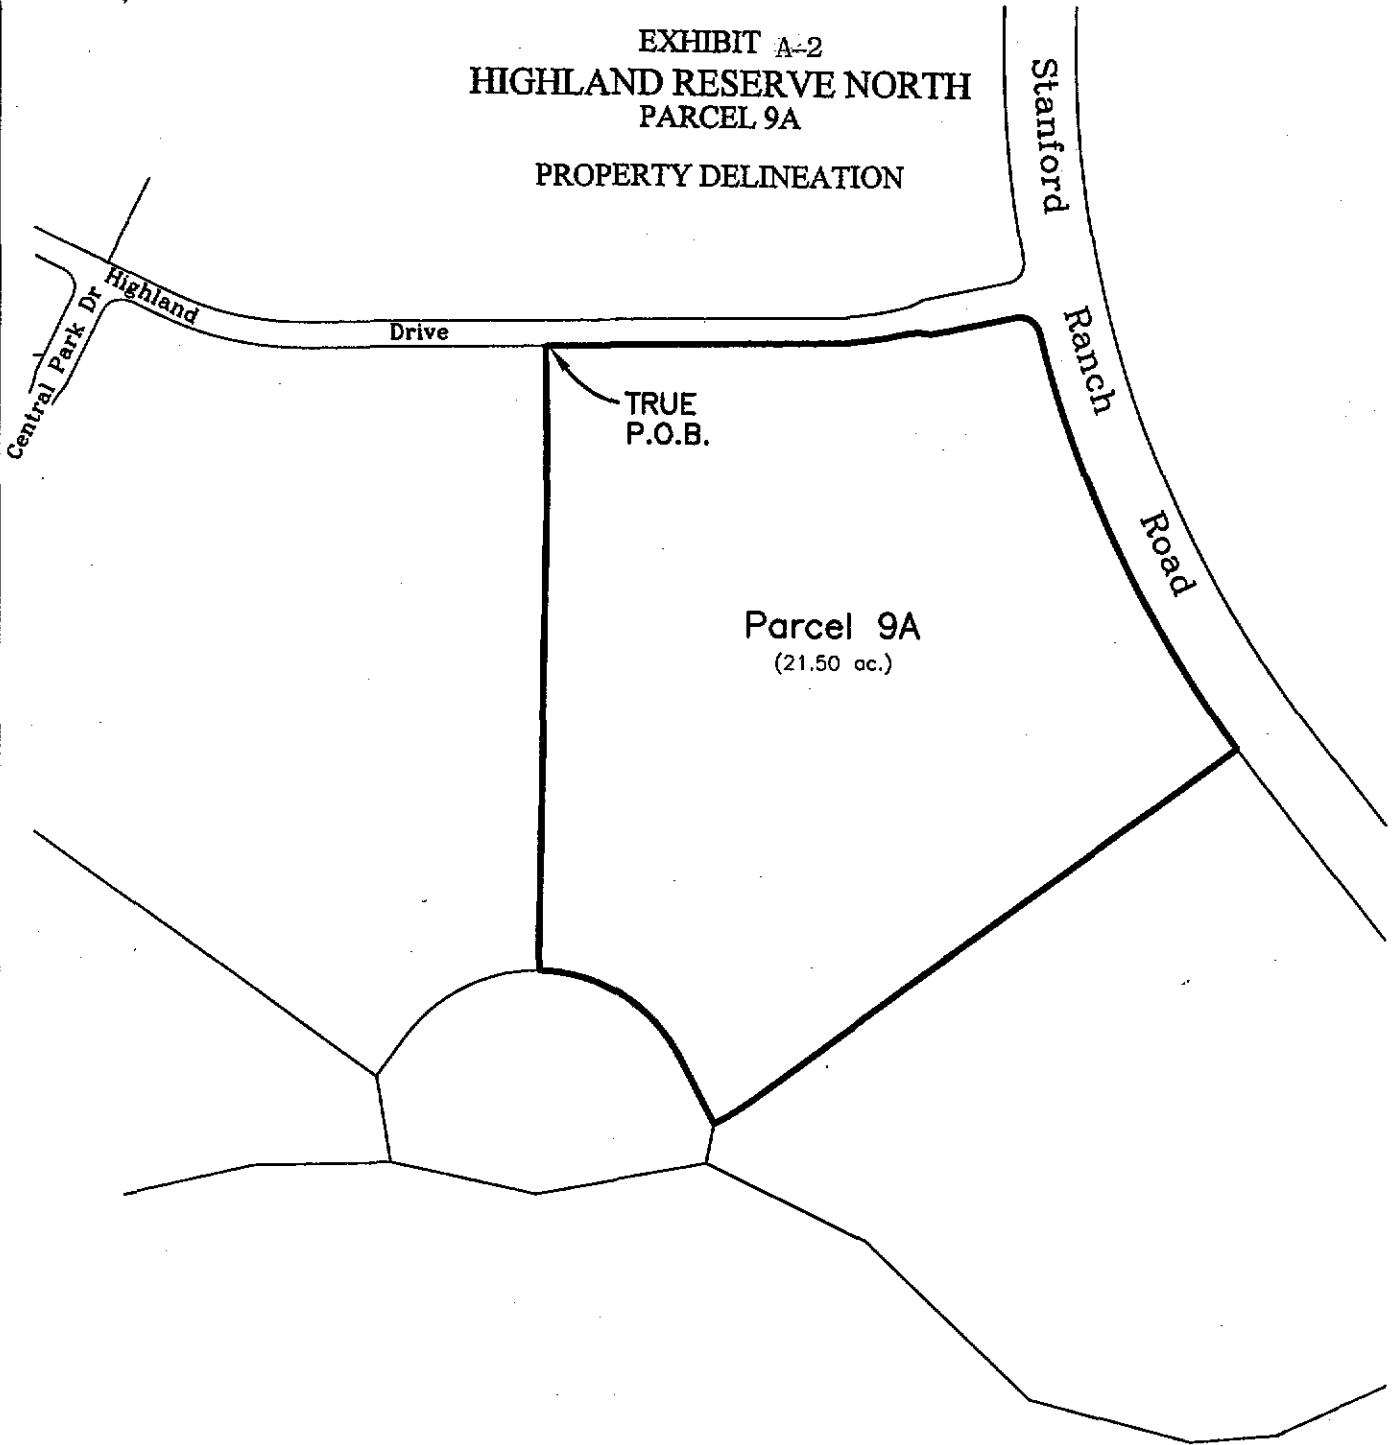 EXHIBIT A-2
HIGHLAND RESERVE NORTH
PARCEL 9A
PROPERTY DELINEATION
Stanford
Ranch
Road
Highland
Drive
Central Park Dr
TRUE
P.O.B.
Parcel 9A
(21.50 ac.)